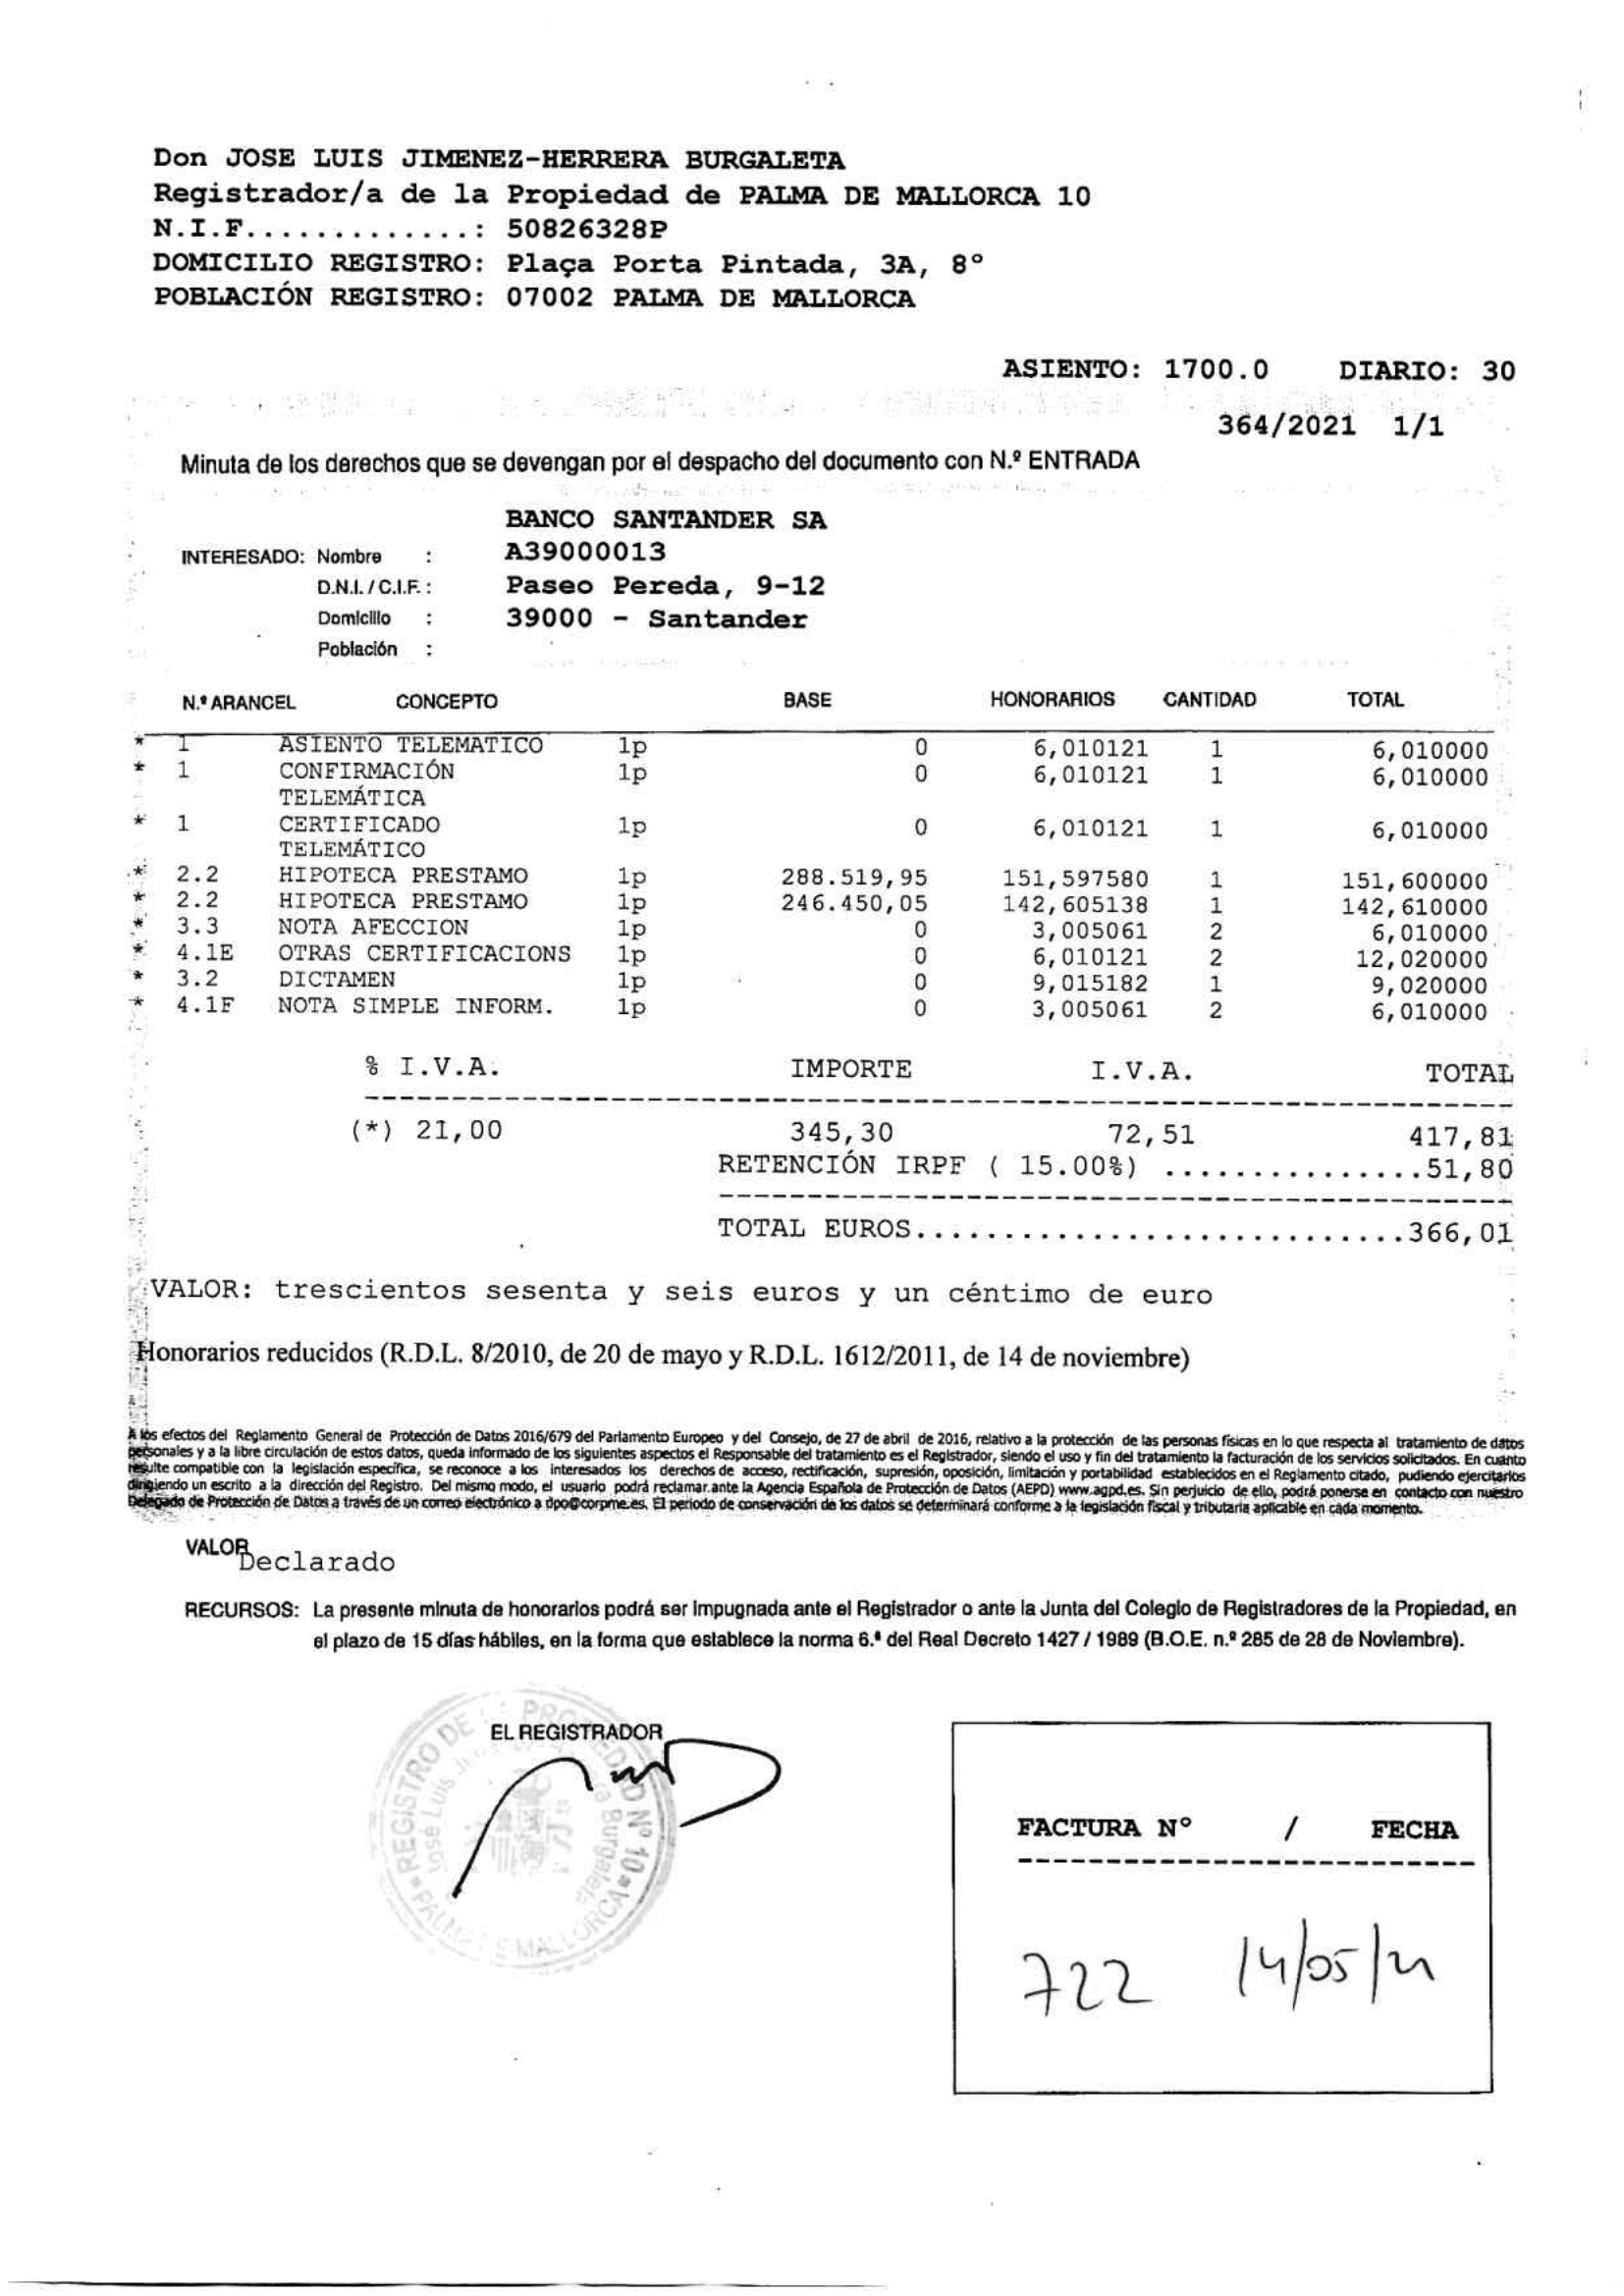 Don JOSE LUIS JIMENEZ-HERRERA BURGALETA
Registrador/a de la Propiedad de PALMA DE MALLORCA 10
N.I.F.............: 50826328P
DOMICILIO REGISTRO: Plaça Porta Pintada, 3A, 8º
POBLACIÓN REGISTRO: 07002 PALMA DE MALLORCA
ASIENTO: 1700.0 DIARIO: 30
364/2021 1/1
Minuta de los derechos que se devengan por el despacho del documento con N.º ENTRADA
BANCO SANTANDER SA
INTERESADO: Nombre : A39000013
D.N.I. / C.I.F. : Paseo Pereda, 9-12
Domicilio : 39000 - Santander
Población :
N.º ARANCEL CONCEPTO BASE HONORARIOS CANTIDAD TOTAL
* 1 ASIENTO TELEMATICO 1p 0 6,010121 1 6,010000
* 1 CONFIRMACIÓN 1p 0 6,010121 1 6,010000
TELEMÁTICA
* 1 CERTIFICADO 1p 0 6,010121 1 6,010000
TELEMÁTICO
* 2.2 HIPOTECA PRESTAMO 1p 288.519,95 151,597580 1 151,600000
* 2.2 HIPOTECA PRESTAMO 1p 246.450,05 142,605138 1 142,610000
* 3.3 NOTA AFECCION 1p 0 3,005061 2 6,010000
* 4.1E OTRAS CERTIFICACIONS 1p 0 6,010121 2 12,020000
* 3.2 DICTAMEN 1p 0 9,015182 1 9,020000
* 4.1F NOTA SIMPLE INFORM. 1p 0 3,005061 2 6,010000
% I.V.A. IMPORTE I.V.A. TOTAL
(*) 21,00 345,30 72,51 417,81
RETENCIÓN IRPF ( 15.00%) ...............51,80
TOTAL EUROS............................366,01
VALOR: trescientos sesenta y seis euros y un céntimo de euro
Honorarios reducidos (R.D.L. 8/2010, de 20 de mayo y R.D.L. 1612/2011, de 14 de noviembre)
A los efectos del Reglamento General de Protección de Datos 2016/679 del Parlamento Europeo y del Consejo, de 27 de abril de 2016, relativo a la protección de las personas físicas en lo que respecta al tratamiento de datos
personales y a la libre circulación de estos datos, queda informado de los siguientes aspectos el Responsable del tratamiento es el Registrador, siendo el uso y fin del tratamiento la facturación de los servicios solicitados. En cuanto
resulte compatible con la legislación específica, se reconoce a los interesados los derechos de acceso, rectificación, supresión, oposición, limitación y portabilidad establecidos en el Reglamento citado, pudiendo ejercitarlos
dirigiendo un escrito a la dirección del Registro. Del mismo modo, el usuario podrá reclamar ante la Agencia Española de Protección de Datos (AEPD) www.agpd.es. Sin perjuicio de ello, podrá ponerse en contacto con nuestro
Delegado de Protección de Datos a través de un correo electrónico a dpo@corpme.es. El periodo de conservación de los datos se determinará conforme a la legislación fiscal y tributaria aplicable en cada momento.
VALOR Declarado
RECURSOS: La presente minuta de honorarios podrá ser impugnada ante el Registrador o ante la Junta del Colegio de Registradores de la Propiedad, en
el plazo de 15 días hábiles, en la forma que establece la norma 6.ª del Real Decreto 1427 / 1989 (B.O.E. n.º 285 de 28 de Noviembre).
EL REGISTRADOR
REGISTRO DE LA PROPIEDAD Nº 10
PALMA DE MALLORCA
FACTURA Nº / FECHA
722 14/05/21